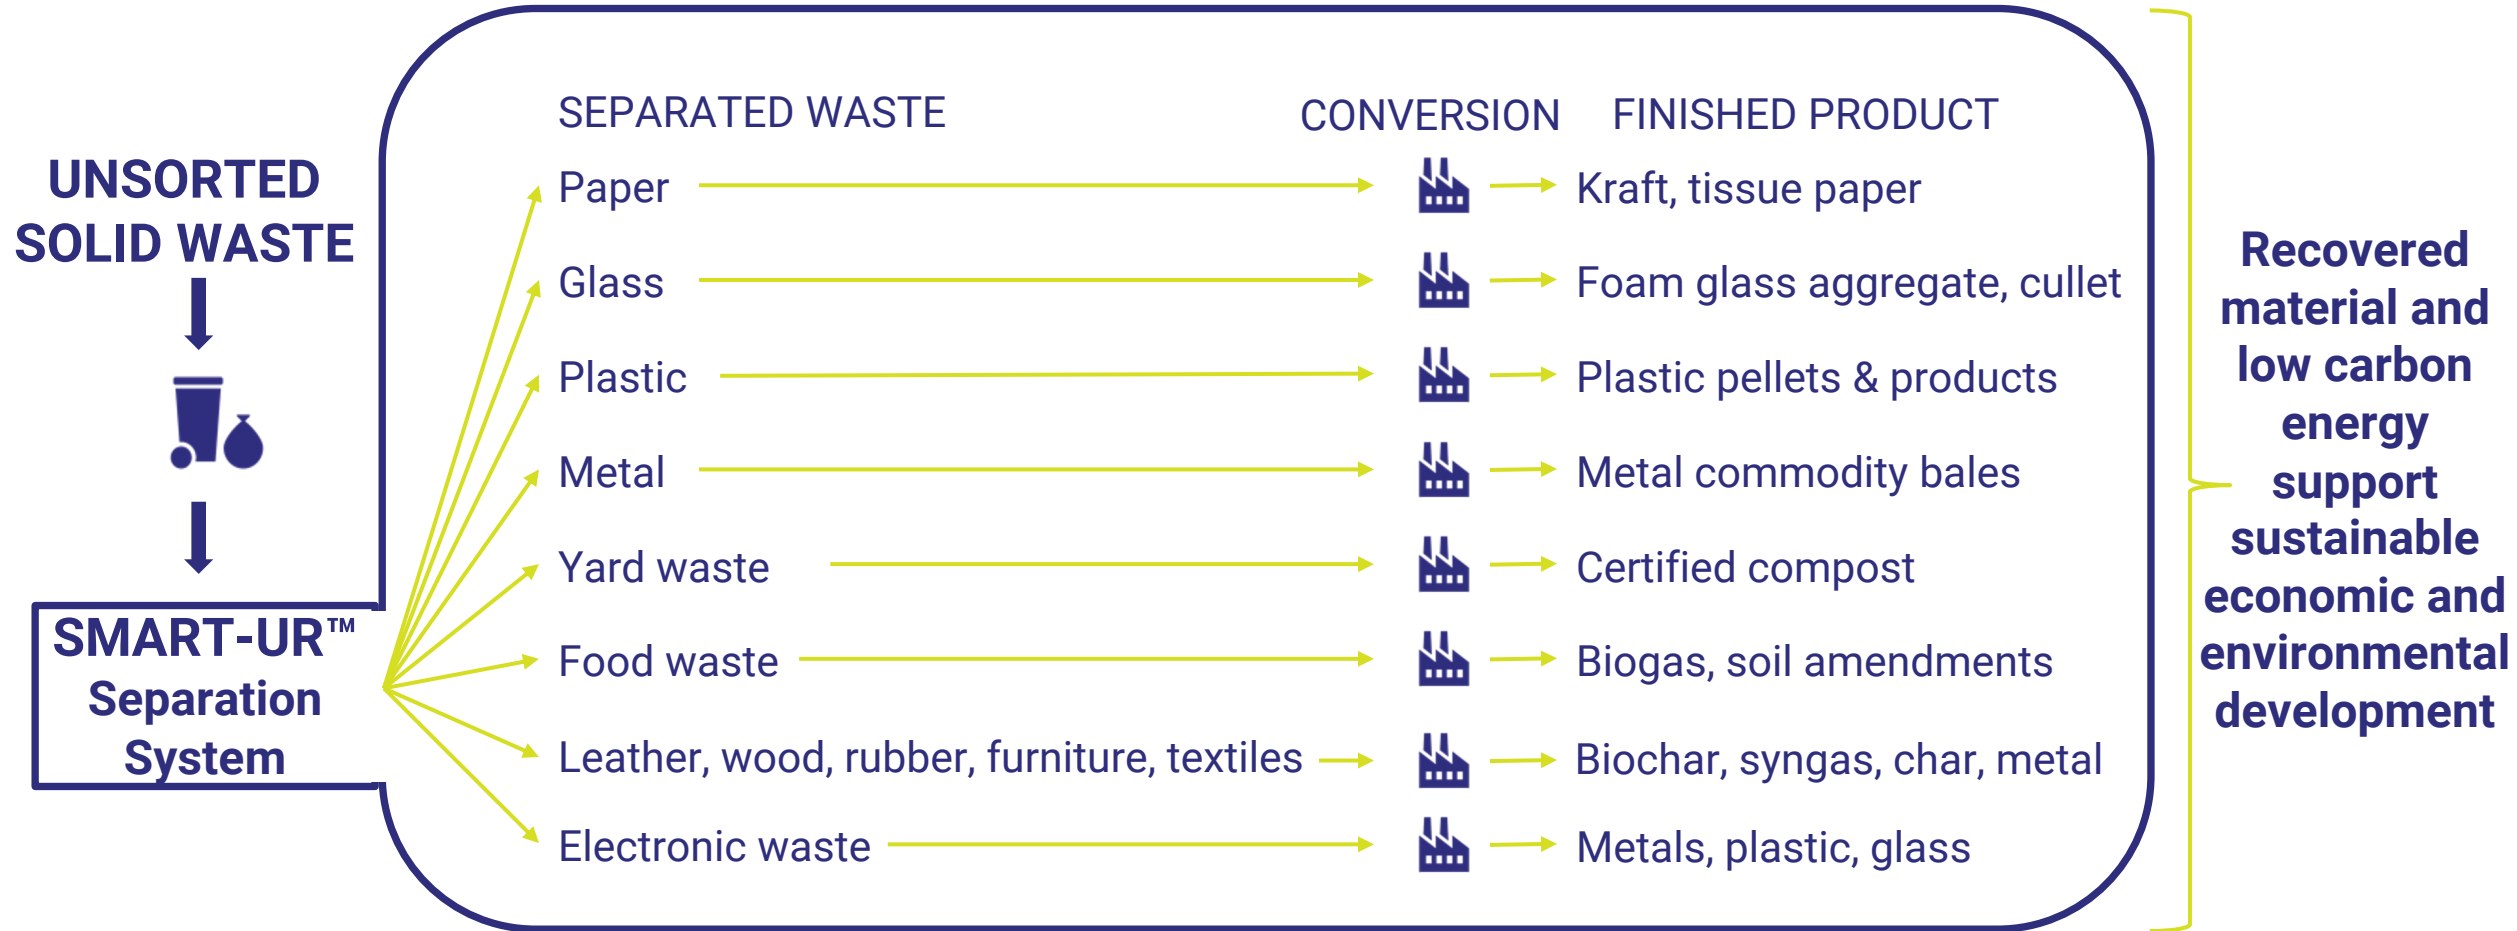 UNSORTED
SOLID WASTE
SMART-UR™
Separation
System
SEPARATED WASTE
CONVERSION
FINISHED PRODUCT
Paper
Kraft, tissue paper
Glass
Foam glass aggregate, cullet
Plastic
Plastic pellets & products
Metal
Metal commodity bales
Yard waste
Certified compost
Food waste
Biogas, soil amendments
Leather, wood, rubber, furniture, textiles
Biochar, syngas, char, metal
Electronic waste
Metals, plastic, glass
Recovered
material and
low carbon
energy
support
sustainable
economic and
environmental
development